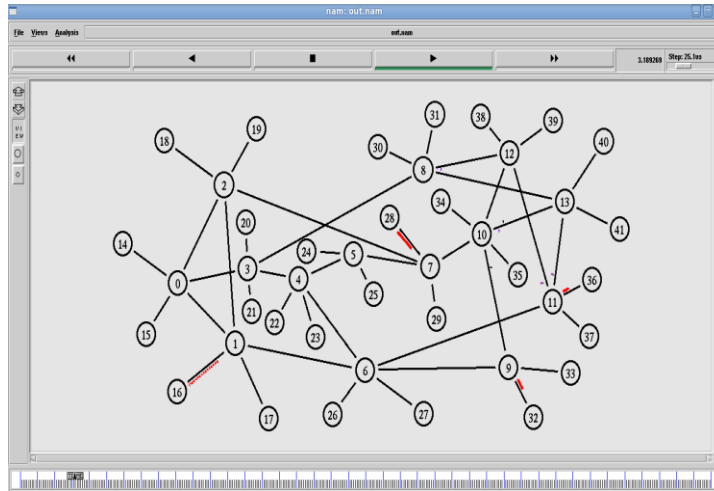 nam: out.nam
File Views Analysis out.nam
3.189269 Step: 25.1us
VIEW
31 38 39
18 19 30 12 40
8
2 34 13
20 28
14 24 5 10 41
0 3 4 7 35 36
25 11
21 22 29
15 23 37
1
16 6 9 33
17 26 27 32